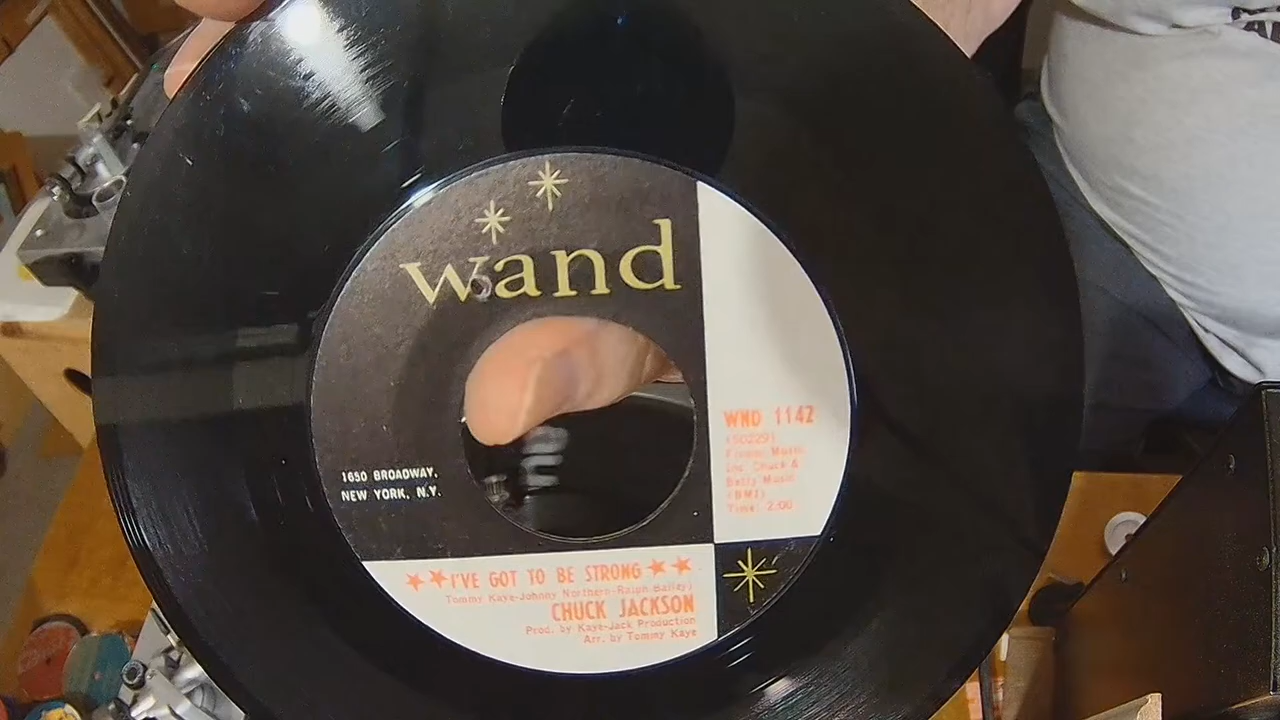 wand
WND 1142
(50229)
Flomar Music
Inc. Chuck &
Betty Music
(BMI)
Time: 2:00
1650 BROADWAY,
NEW YORK, N.Y.
★★I'VE GOT TO BE STRONG★★
Tommy Kaye-Johnny Northern-Ralph Bailey)
CHUCK JACKSON
Prod. by Kaye-Jack Production
Arr. by Tommy Kaye